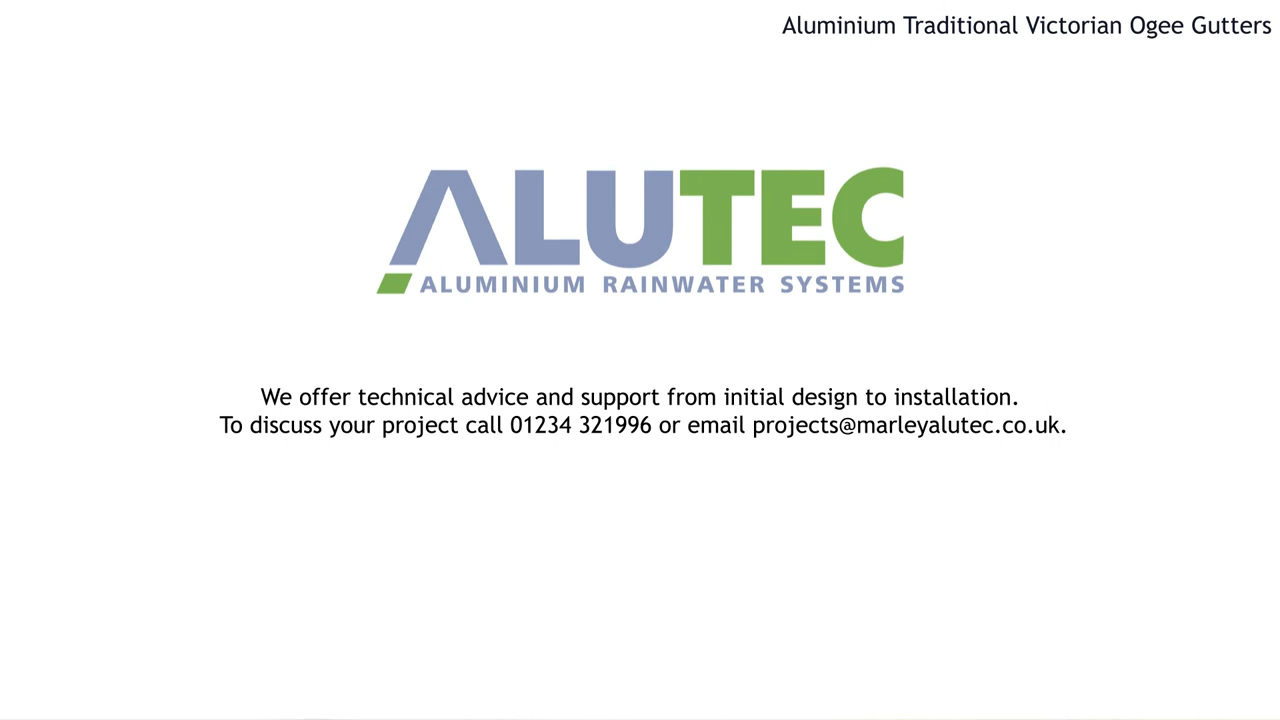 Aluminium Traditional Victorian Ogee Gutters
ALUTEC
ALUMINIUM RAINWATER SYSTEMS
We offer technical advice and support from initial design to installation.
To discuss your project call 01234 321996 or email projects@marleyalutec.co.uk.